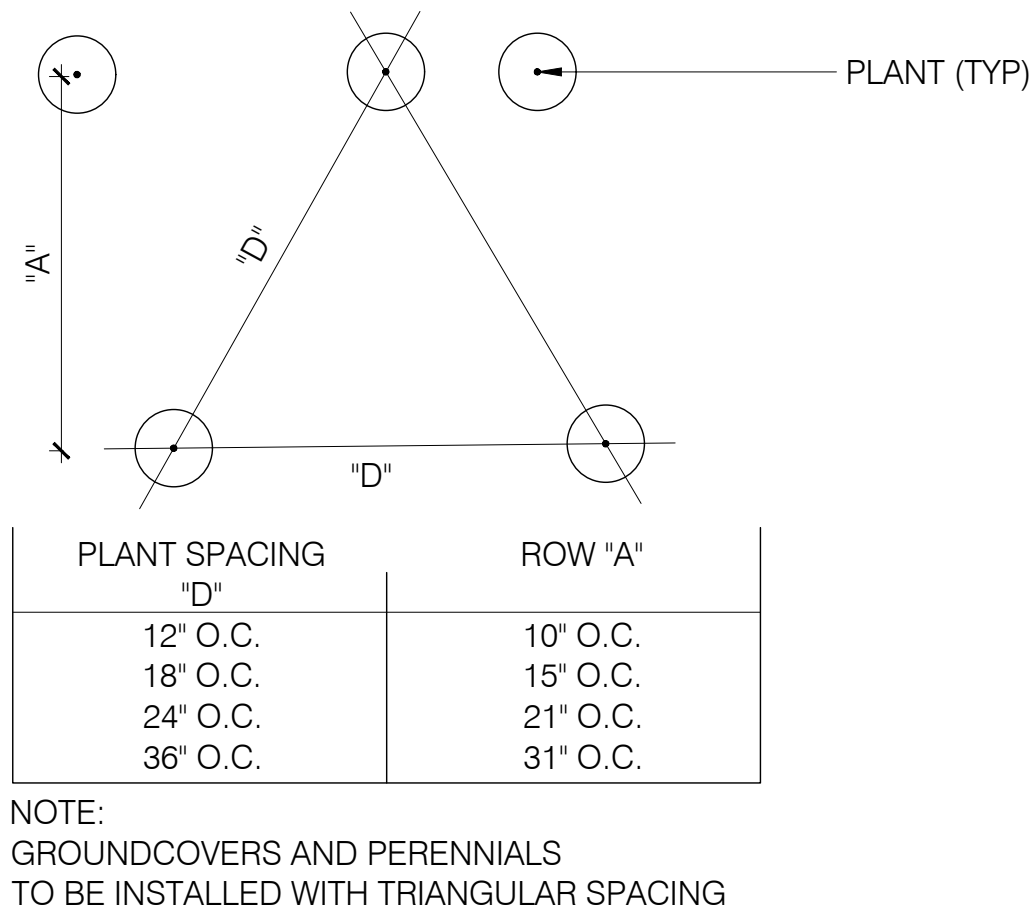 PLANT (TYP)
"A"
"D"
"D"
PLANT SPACING ROW "A"
"D"
12" O.C. 10" O.C.
18" O.C. 15" O.C.
24" O.C. 21" O.C.
36" O.C. 31" O.C.
NOTE:
GROUNDCOVERS AND PERENNIALS
TO BE INSTALLED WITH TRIANGULAR SPACING